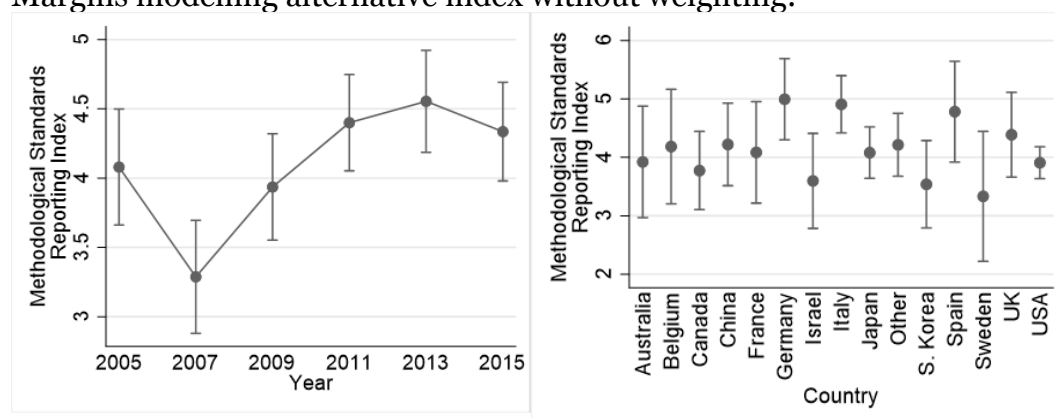 Margins modelling alternative index without weighting:
Methodological Standards
Reporting Index
5
4.5
4
3.5
3
2005 2007 2009 2011 2013 2015
Year
Methodological Standards
Reporting Index
6
5
4
3
2
Australia
Belgium
Canada
China
France
Germany
Israel
Italy
Japan
Other
S. Korea
Spain
Sweden
UK
USA
Country